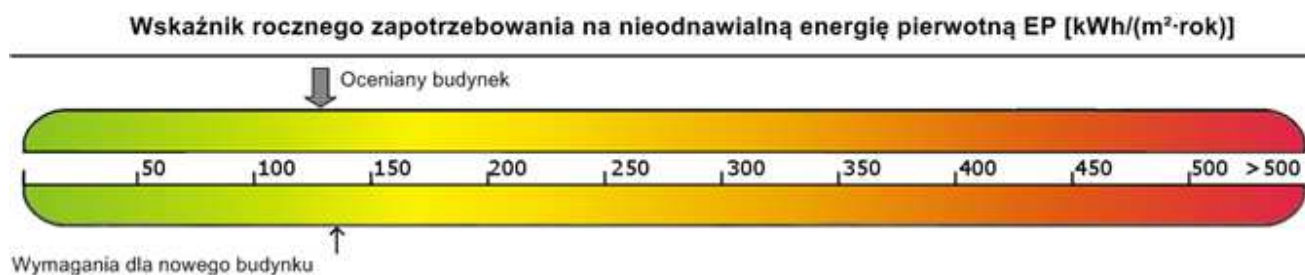 Wskaźnik rocznego zapotrzebowania na nieodnawialną energię pierwotną EP [kWh/(m²·rok)]
Oceniany budynek
50 100 150 200 250 300 350 400 450 500 > 500
Wymagania dla nowego budynku